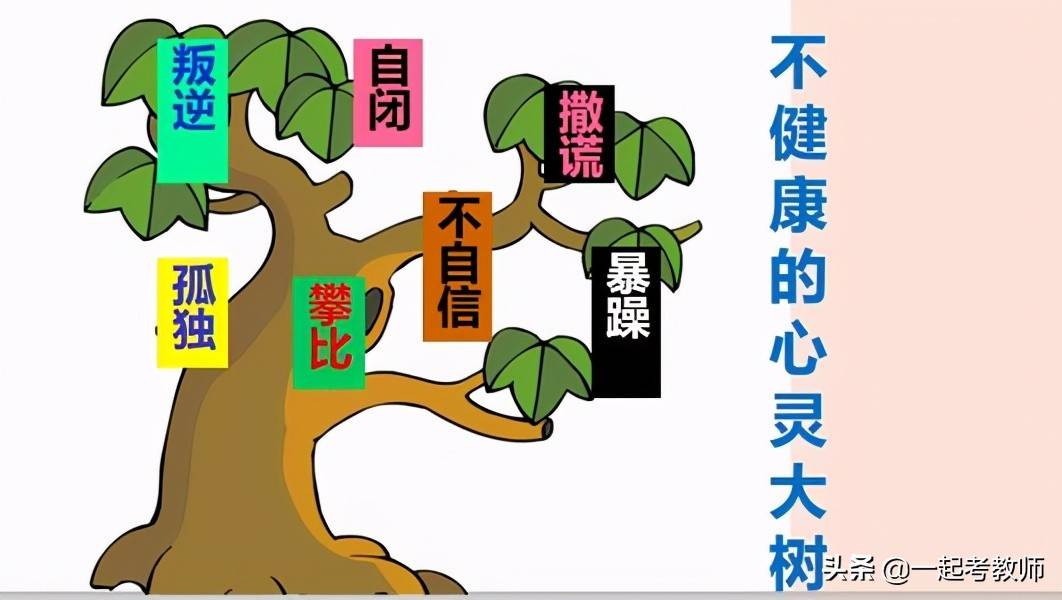 叛逆
自闭
撒谎
不自信
暴躁
孤独
攀比
不健康的心灵大树
头条 @一起考教师